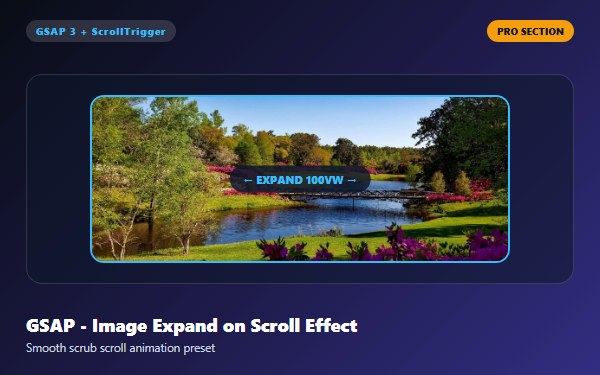 GSAP 3 + ScrollTrigger
PRO SECTION
← EXPAND 100VW →
GSAP - Image Expand on Scroll Effect
Smooth scrub scroll animation preset